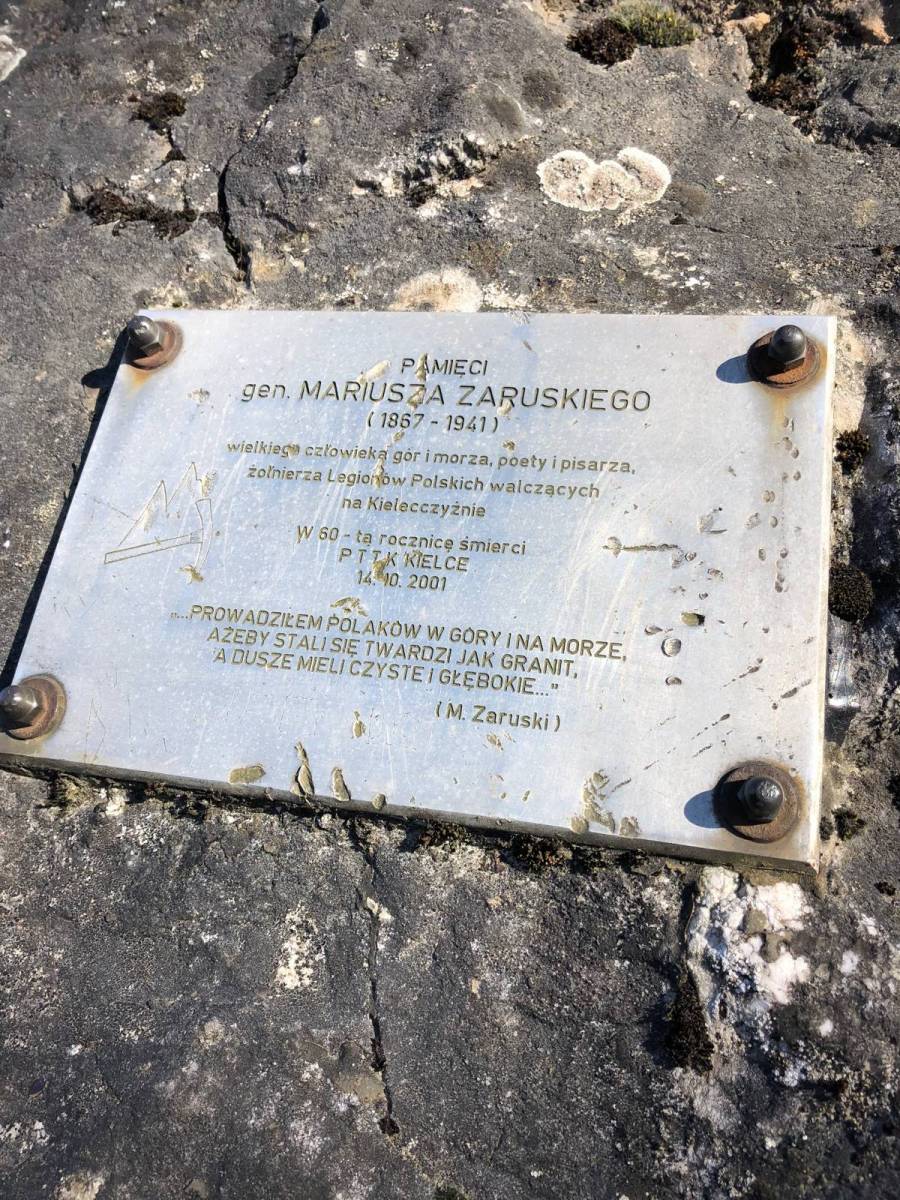 PAMIĘCI
gen. MARIUSZA ZARUSKIEGO
(1867 - 1941)
wielkiego człowieka gór i morza, poety i pisarza,
żołnierza Legionów Polskich walczących
na Kielecczyźnie
W 60 - tą rocznicę śmierci
PTTK KIELCE
14.10.2001
„...PROWADZIŁEM POLAKÓW W GÓRY I NA MORZE,
AŻEBY STALI SIĘ TWARDZI JAK GRANIT,
A DUSZE MIELI CZYSTE I GŁĘBOKIE..."
(M. Zaruski)